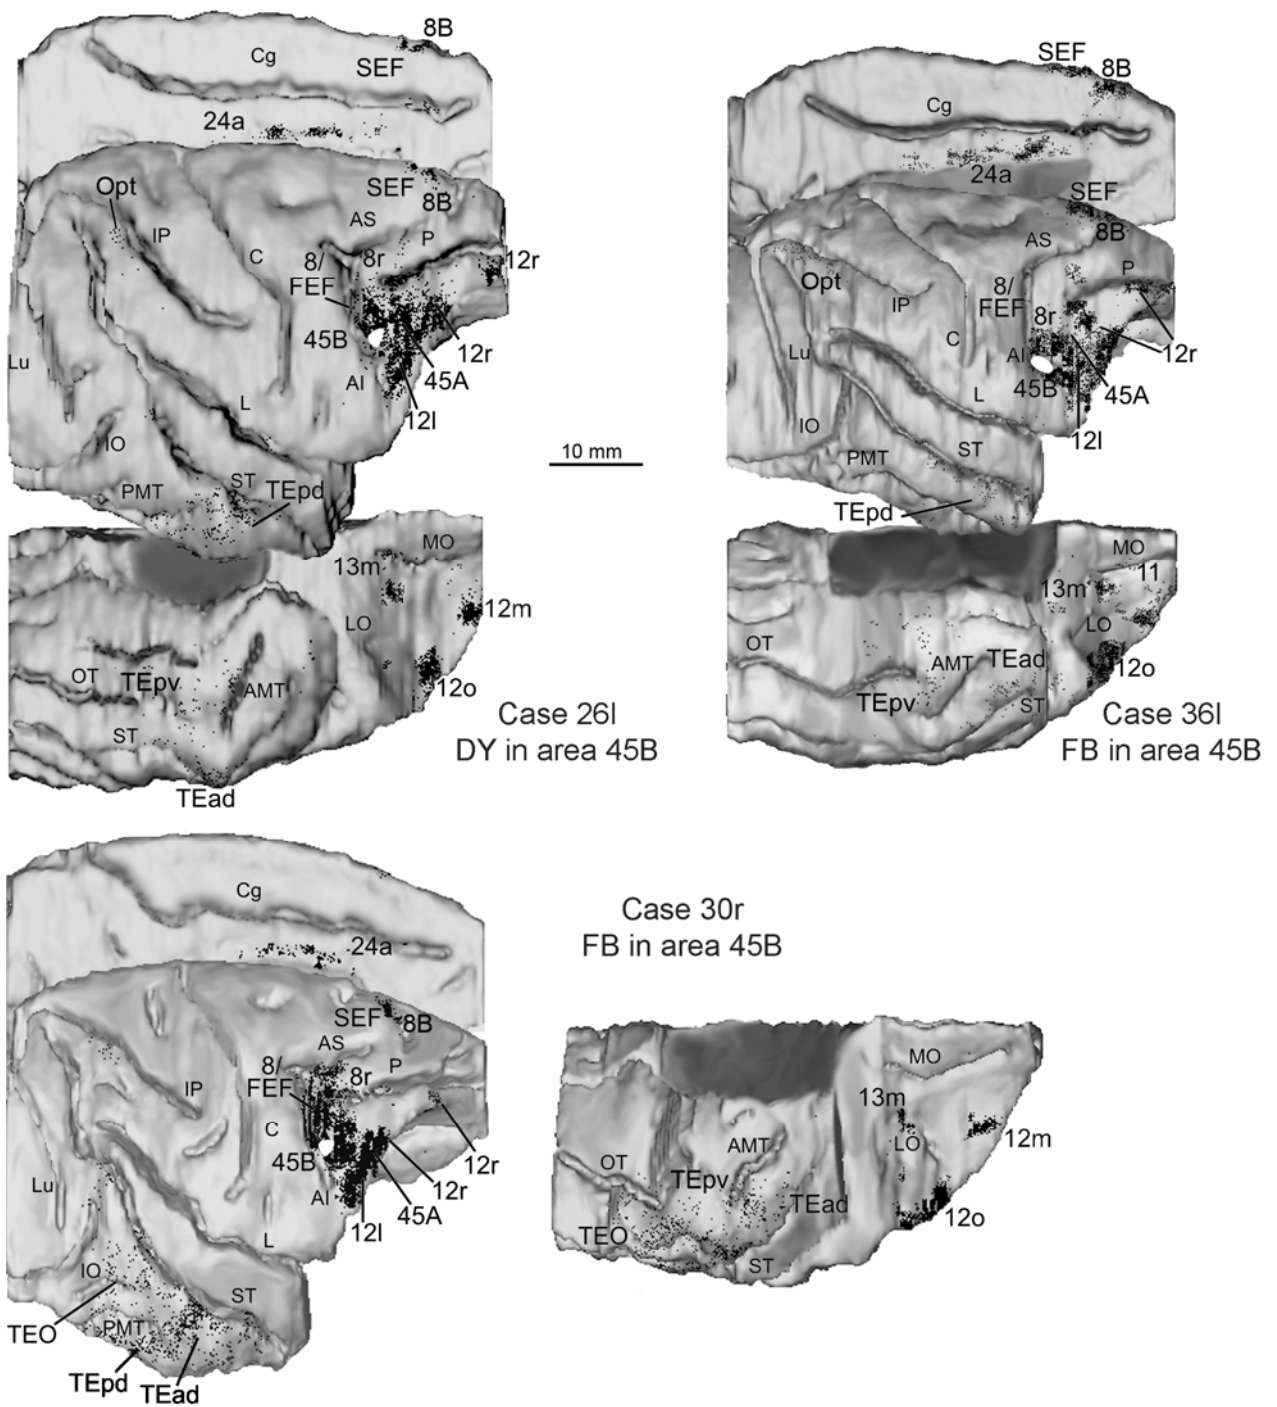 8B
Cg
SEF
24a
Opt
IP
C
SEF
8B
AS
P
8r
8/
FEF
12r
45B
12r
Lu
AI
45A
L
12l
IO
ST
PMT
TEpd
MO
13m
12m
LO
OT
TEpv
AMT
12o
ST
TEad
Case 26l
DY in area 45B
10 mm
SEF
8B
Cg
24a
SEF
8B
AS
P
Opt
IP
8/
FEF
8r
C
Lu
AI
12r
45B
45A
L
12l
IO
ST
PMT
TEpd
MO
11
13m
LO
OT
AMT
TEad
12o
TEpv
ST
Case 36l
FB in area 45B
Cg
24a
SEF
8B
AS
P
8/
FEF
8r
IP
C
45B
12r
Lu
AI
12r
45A
12l
L
IO
ST
TEO
PMT
TEpd
TEad
Case 30r
FB in area 45B
MO
13m
12m
AMT
LO
OT
TEpv
TEad
12o
TEO
ST